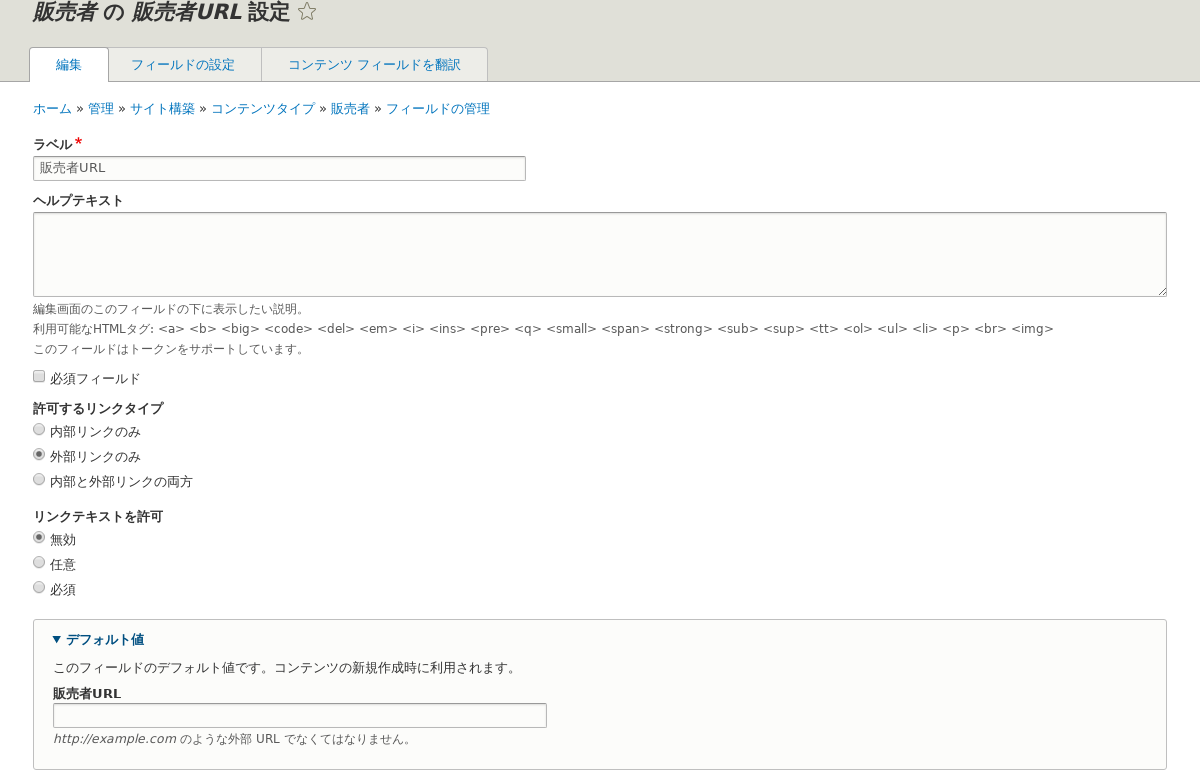 販売者 の 販売者URL 設定
編集 フィールドの設定 コンテンツ フィールドを翻訳
ホーム » 管理 » サイト構築 » コンテンツタイプ » 販売者 » フィールドの管理
ラベル*
販売者URL
ヘルプテキスト
編集画面のこのフィールドの下に表示したい説明。
利用可能なHTMLタグ: <a> <b> <big> <code> <del> <em> <i> <ins> <pre> <q> <small> <span> <strong> <sub> <sup> <tt> <ol> <ul> <li> <p> <br> <img>
このフィールドはトークンをサポートしています。
必須フィールド
許可するリンクタイプ
内部リンクのみ
外部リンクのみ
内部と外部リンクの両方
リンクテキストを許可
無効
任意
必須
▼ デフォルト値
このフィールドのデフォルト値です。コンテンツの新規作成時に利用されます。
販売者URL
http://example.com のような外部 URL でなくてはなりません。